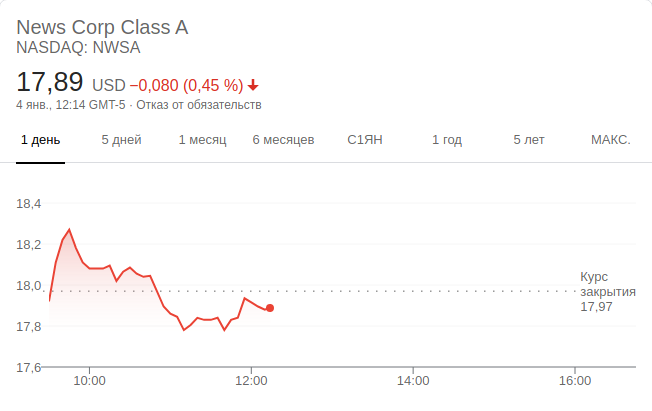 News Corp Class A
NASDAQ: NWSA
17,89 USD −0,080 (0,45 %)
4 янв., 12:14 GMT-5 · Отказ от обязательств
1 день 5 дней 1 месяц 6 месяцев С1ЯН 1 год 5 лет МАКС.
18,4
18,2
18,0
17,8
17,6
Курс
закрытия
17,97
10:00 12:00 14:00 16:00